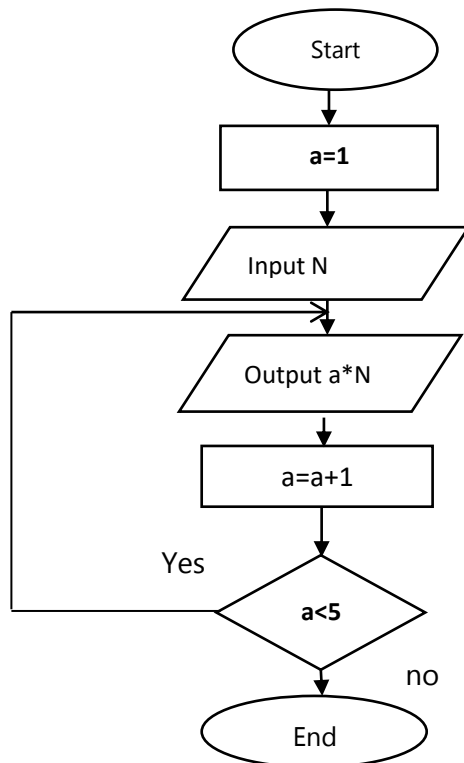 Start
a=1
Input N
Output a*N
a=a+1
Yes
a<5
no
End